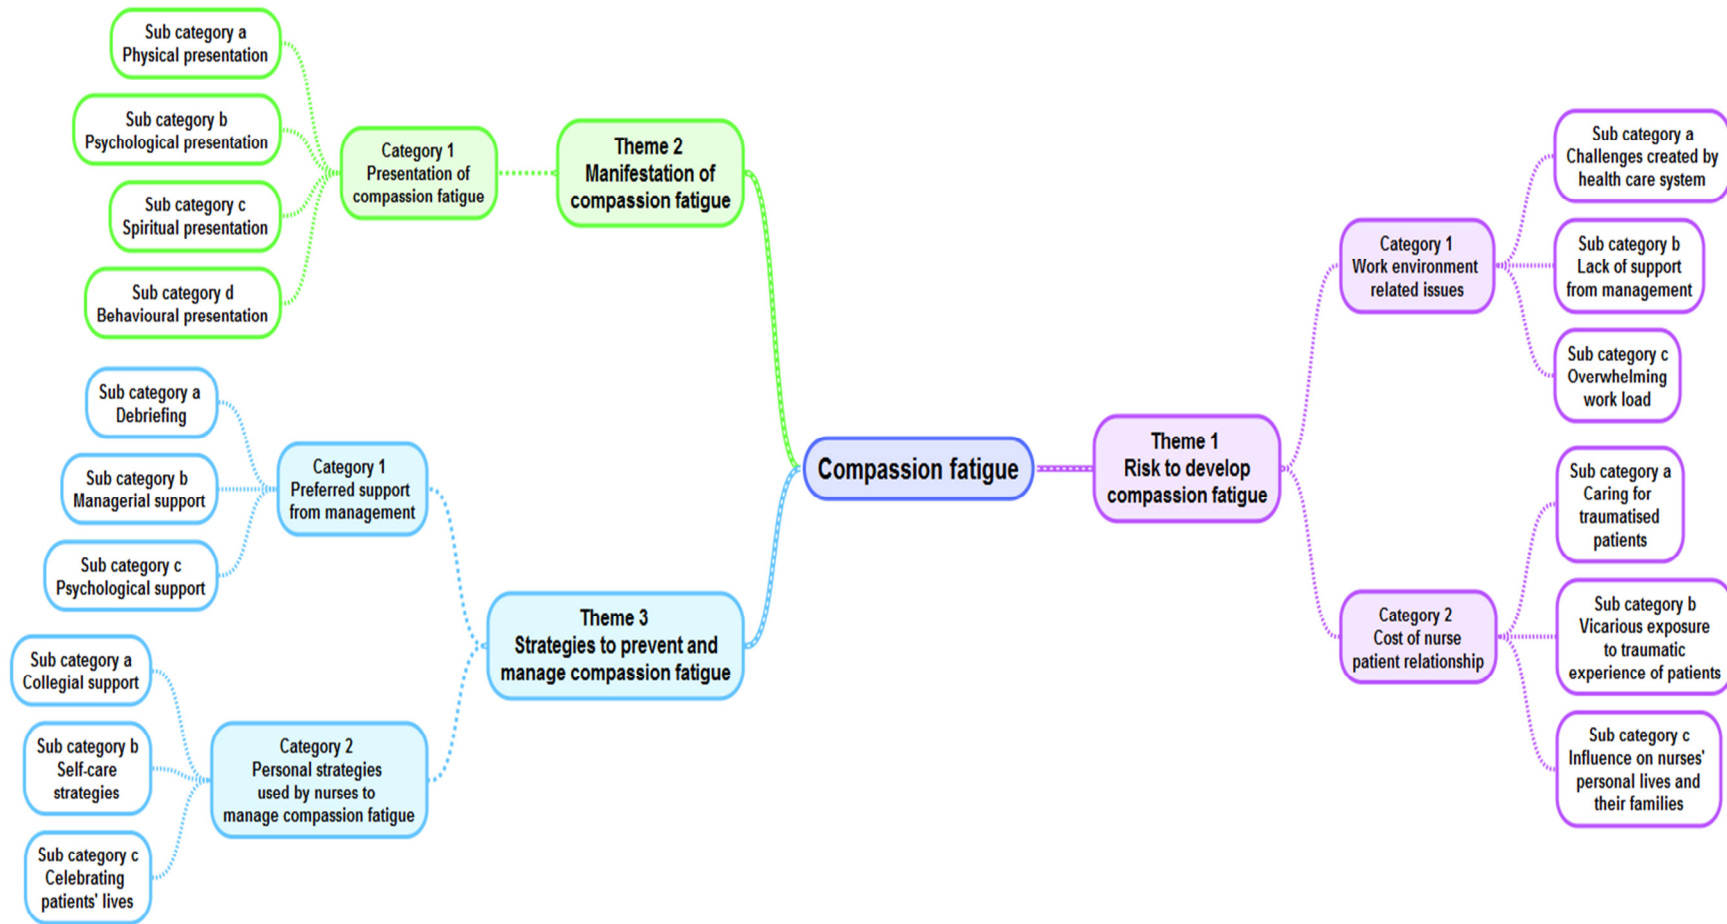 Compassion fatigue
Theme 1
Risk to develop
compassion fatigue
Category 1
Work environment
related issues
Sub category a
Challenges created by
health care system
Sub category b
Lack of support
from management
Sub category c
Overwhelming
work load
Category 2
Cost of nurse
patient relationship
Sub category a
Caring for
traumatised
patients
Sub category b
Vicarious exposure
to traumatic
experience of patients
Sub category c
Influence on nurses'
personal lives and
their families
Theme 2
Manifestation of
compassion fatigue
Category 1
Presentation of
compassion fatigue
Sub category a
Physical presentation
Sub category b
Psychological presentation
Sub category c
Spiritual presentation
Sub category d
Behavioural presentation
Theme 3
Strategies to prevent and
manage compassion fatigue
Category 1
Preferred support
from management
Sub category a
Debriefing
Sub category b
Managerial support
Sub category c
Psychological support
Category 2
Personal strategies
used by nurses to
manage compassion fatigue
Sub category a
Collegial support
Sub category b
Self-care
strategies
Sub category c
Celebrating
patients' lives